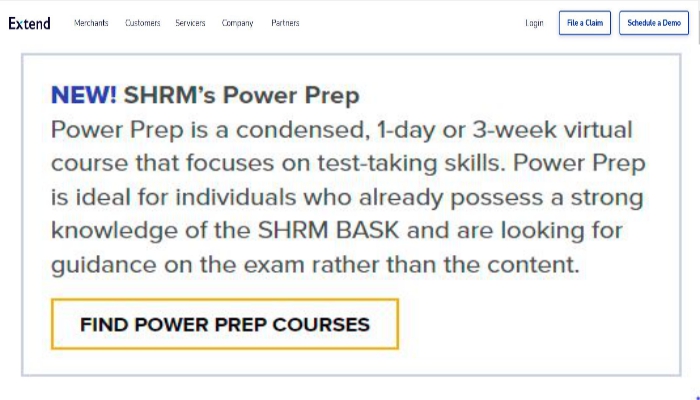 Extend Merchants Customers Servicers Company Partners Login File a Claim Schedule a Demo
NEW! SHRM's Power Prep
Power Prep is a condensed, 1-day or 3-week virtual
course that focuses on test-taking skills. Power Prep
is ideal for individuals who already possess a strong
knowledge of the SHRM BASK and are looking for
guidance on the exam rather than the content.
FIND POWER PREP COURSES